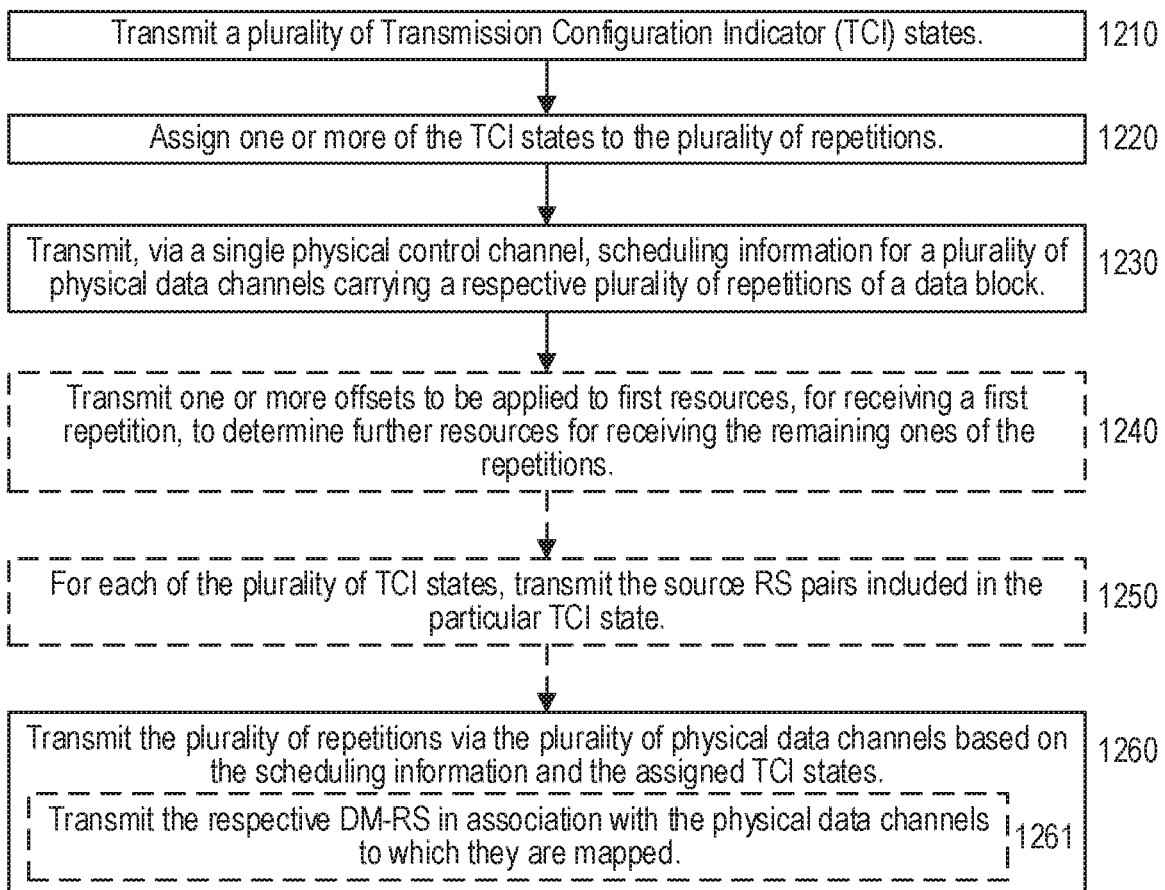 Transmit a plurality of Transmission Configuration Indicator (TCI) states. 1210
Assign one or more of the TCI states to the plurality of repetitions. 1220
Transmit, via a single physical control channel, scheduling information for a plurality of
physical data channels carrying a respective plurality of repetitions of a data block.
1230
Transmit one or more offsets to be applied to first resources, for receiving a first
repetition, to determine further resources for receiving the remaining ones of the
repetitions.
1240
For each of the plurality of TCI states, transmit the source RS pairs included in the
particular TCI state.
1250
Transmit the plurality of repetitions via the plurality of physical data channels based on
the scheduling information and the assigned TCI states.
1260
Transmit the respective DM-RS in association with the physical data channels
to which they are mapped.
1261